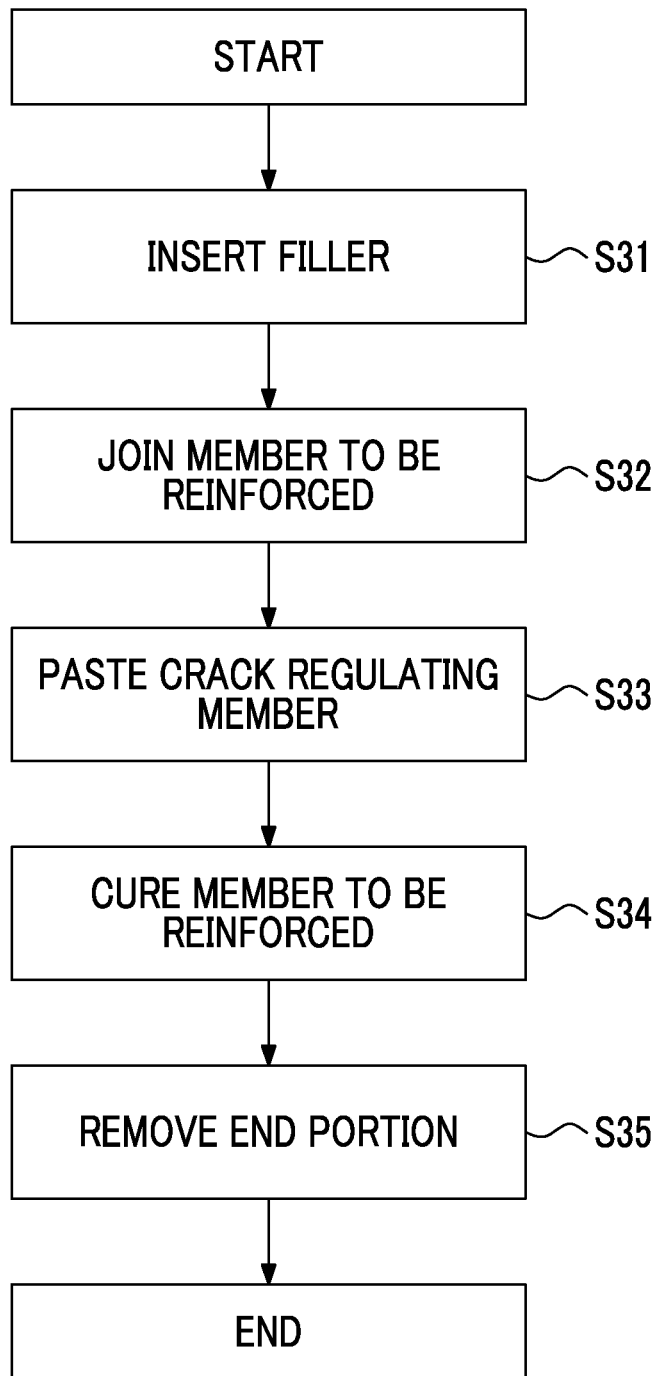 START
INSERT FILLER
S31
JOIN MEMBER TO BE
REINFORCED
S32
PASTE CRACK REGULATING
MEMBER
S33
CURE MEMBER TO BE
REINFORCED
S34
REMOVE END PORTION
S35
END